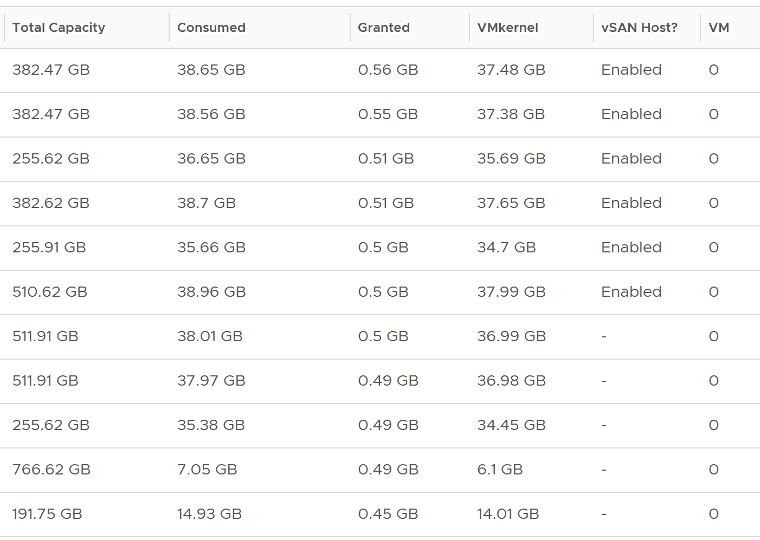 Total Capacity Consumed Granted VMkernel vSAN Host? VM
382.47 GB 38.65 GB 0.56 GB 37.48 GB Enabled 0
382.47 GB 38.56 GB 0.55 GB 37.38 GB Enabled 0
255.62 GB 36.65 GB 0.51 GB 35.69 GB Enabled 0
382.62 GB 38.7 GB 0.51 GB 37.65 GB Enabled 0
255.91 GB 35.66 GB 0.5 GB 34.7 GB Enabled 0
510.62 GB 38.96 GB 0.5 GB 37.99 GB Enabled 0
511.91 GB 38.01 GB 0.5 GB 36.99 GB - 0
511.91 GB 37.97 GB 0.49 GB 36.98 GB - 0
255.62 GB 35.38 GB 0.49 GB 34.45 GB - 0
766.62 GB 7.05 GB 0.49 GB 6.1 GB - 0
191.75 GB 14.93 GB 0.45 GB 14.01 GB - 0